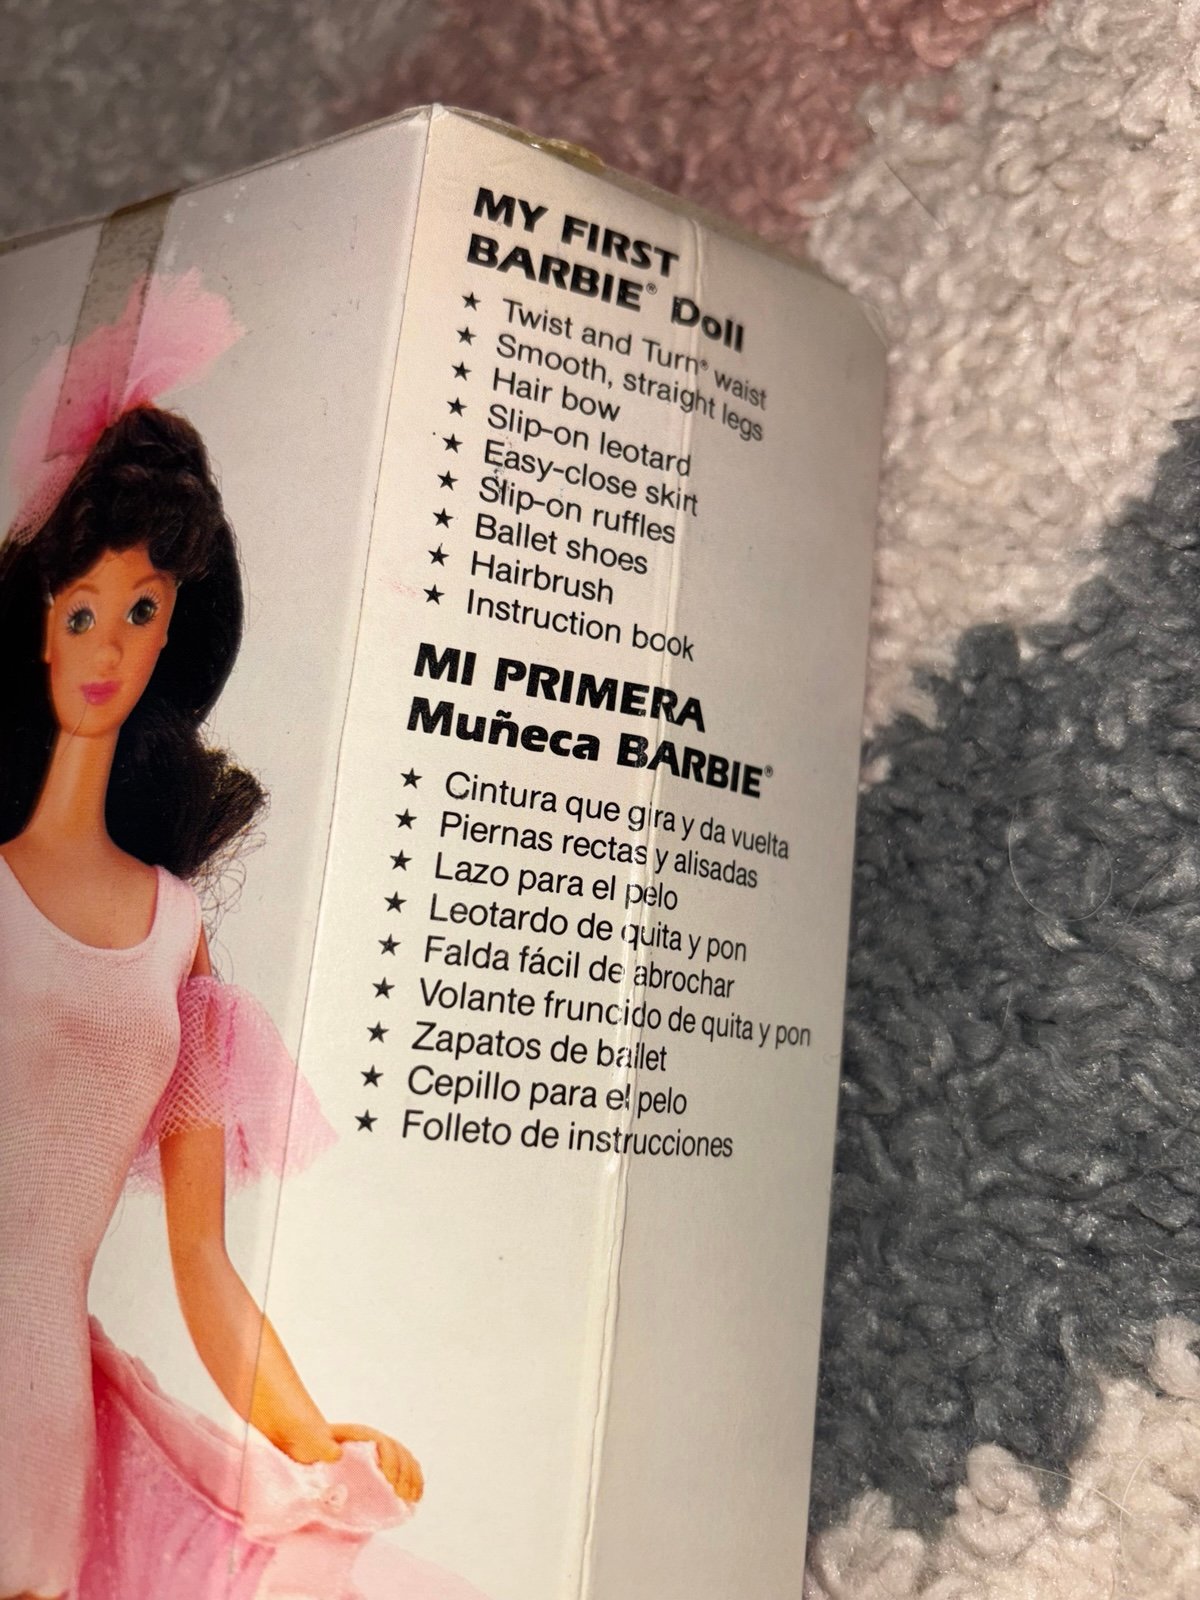 MY FIRST
BARBIE® Doll
★ Twist and Turn® waist
★ Smooth, straight legs
★ Hair bow
★ Slip-on leotard
★ Easy-close skirt
★ Slip-on ruffles
★ Ballet shoes
★ Hairbrush
★ Instruction book
MI PRIMERA
Muñeca BARBIE®
★ Cintura que gira y da vuelta
★ Piernas rectas y alisadas
★ Lazo para el pelo
★ Leotardo de quita y pon
★ Falda fácil de abrochar
★ Volante fruncido de quita y pon
★ Zapatos de ballet
★ Cepillo para el pelo
★ Folleto de instrucciones